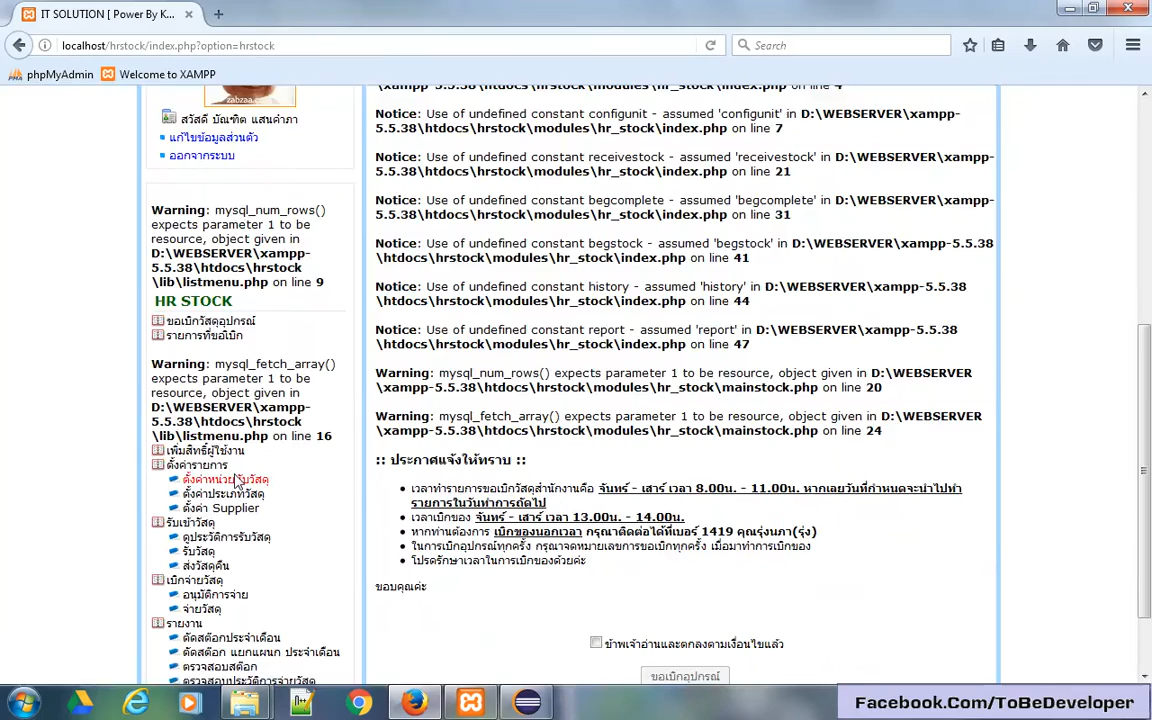 IT SOLUTION [ Power By K...
localhost/hrstock/index.php?option=hrstock
Search
phpMyAdmin
Welcome to XAMPP
zabzaa.co
สวัสดี บัณฑิต แสนคำภา
แก้ไขข้อมูลส่วนตัว
ออกจากระบบ
Warning: mysql_num_rows()
expects parameter 1 to be
resource, object given in
D:\WEBSERVER\xampp-
5.5.38\htdocs\hrstock
\lib\listmenu.php on line 9
HR STOCK
ขอเบิกวัสดุอุปกรณ์
รายการที่ขอเบิก
Warning: mysql_fetch_array()
expects parameter 1 to be
resource, object given in
D:\WEBSERVER\xampp-
5.5.38\htdocs\hrstock
\lib\listmenu.php on line 16
เพิ่มสิทธิ์ผู้ใช้งาน
ตั้งค่ารายการ
ตั้งค่าหน่วยรับวัสดุ
ตั้งค่าประเภทวัสดุ
ตั้งค่า Supplier
รับเข้าวัสดุ
ดูประวัติการรับวัสดุ
รับวัสดุ
ส่งวัสดุคืน
เบิกจ่ายวัสดุ
อนุมัติการจ่าย
จ่ายวัสดุ
รายงาน
ตัดสต๊อกประจำเดือน
ตัดสต๊อก แยกแผนก ประจำเดือน
ตรวจสอบสต๊อก
ตรวจสอบประวัติการจ่ายวัสดุ
\xampp-5.5.38\htdocs\hrstock\modules\hr_stock\index.php on line 4
Notice: Use of undefined constant configunit - assumed 'configunit' in D:\WEBSERVER\xampp-
5.5.38\htdocs\hrstock\modules\hr_stock\index.php on line 7
Notice: Use of undefined constant receivestock - assumed 'receivestock' in D:\WEBSERVER\xampp-
5.5.38\htdocs\hrstock\modules\hr_stock\index.php on line 21
Notice: Use of undefined constant begcomplete - assumed 'begcomplete' in D:\WEBSERVER\xampp-
5.5.38\htdocs\hrstock\modules\hr_stock\index.php on line 31
Notice: Use of undefined constant begstock - assumed 'begstock' in D:\WEBSERVER\xampp-5.5.38
\htdocs\hrstock\modules\hr_stock\index.php on line 41
Notice: Use of undefined constant history - assumed 'history' in D:\WEBSERVER\xampp-5.5.38
\htdocs\hrstock\modules\hr_stock\index.php on line 44
Notice: Use of undefined constant report - assumed 'report' in D:\WEBSERVER\xampp-5.5.38
\htdocs\hrstock\modules\hr_stock\index.php on line 47
Warning: mysql_num_rows() expects parameter 1 to be resource, object given in D:\WEBSERVER
\xampp-5.5.38\htdocs\hrstock\modules\hr_stock\mainstock.php on line 20
Warning: mysql_fetch_array() expects parameter 1 to be resource, object given in D:\WEBSERVER
\xampp-5.5.38\htdocs\hrstock\modules\hr_stock\mainstock.php on line 24
:: ประกาศแจ้งให้ทราบ ::
เวลาทำรายการขอเบิกวัสดุสำนักงานคือ จันทร์ - เสาร์ เวลา 8.00น. - 11.00น. หากเลยวันที่กำหนดจะนำไปทำ
รายการในวันทำการถัดไป
เวลาเบิกของ จันทร์ - เสาร์ เวลา 13.00น. - 14.00น.
หากท่านต้องการ เบิกของนอกเวลา กรุณาติดต่อได้ที่เบอร์ 1419 คุณรุ่งนภา(รุ่ง)
ในการเบิกอุปกรณ์ทุกครั้ง กรุณาจดหมายเลขการขอเบิกทุกครั้ง เมื่อมาทำการเบิกของ
โปรดรักษาเวลาในการเบิกของด้วยค่ะ
ขอบคุณค่ะ
ข้าพเจ้าอ่านและตกลงตามเงื่อนไขแล้ว
ขอเบิกอุปกรณ์
Facebook.Com/ToBeDeveloper